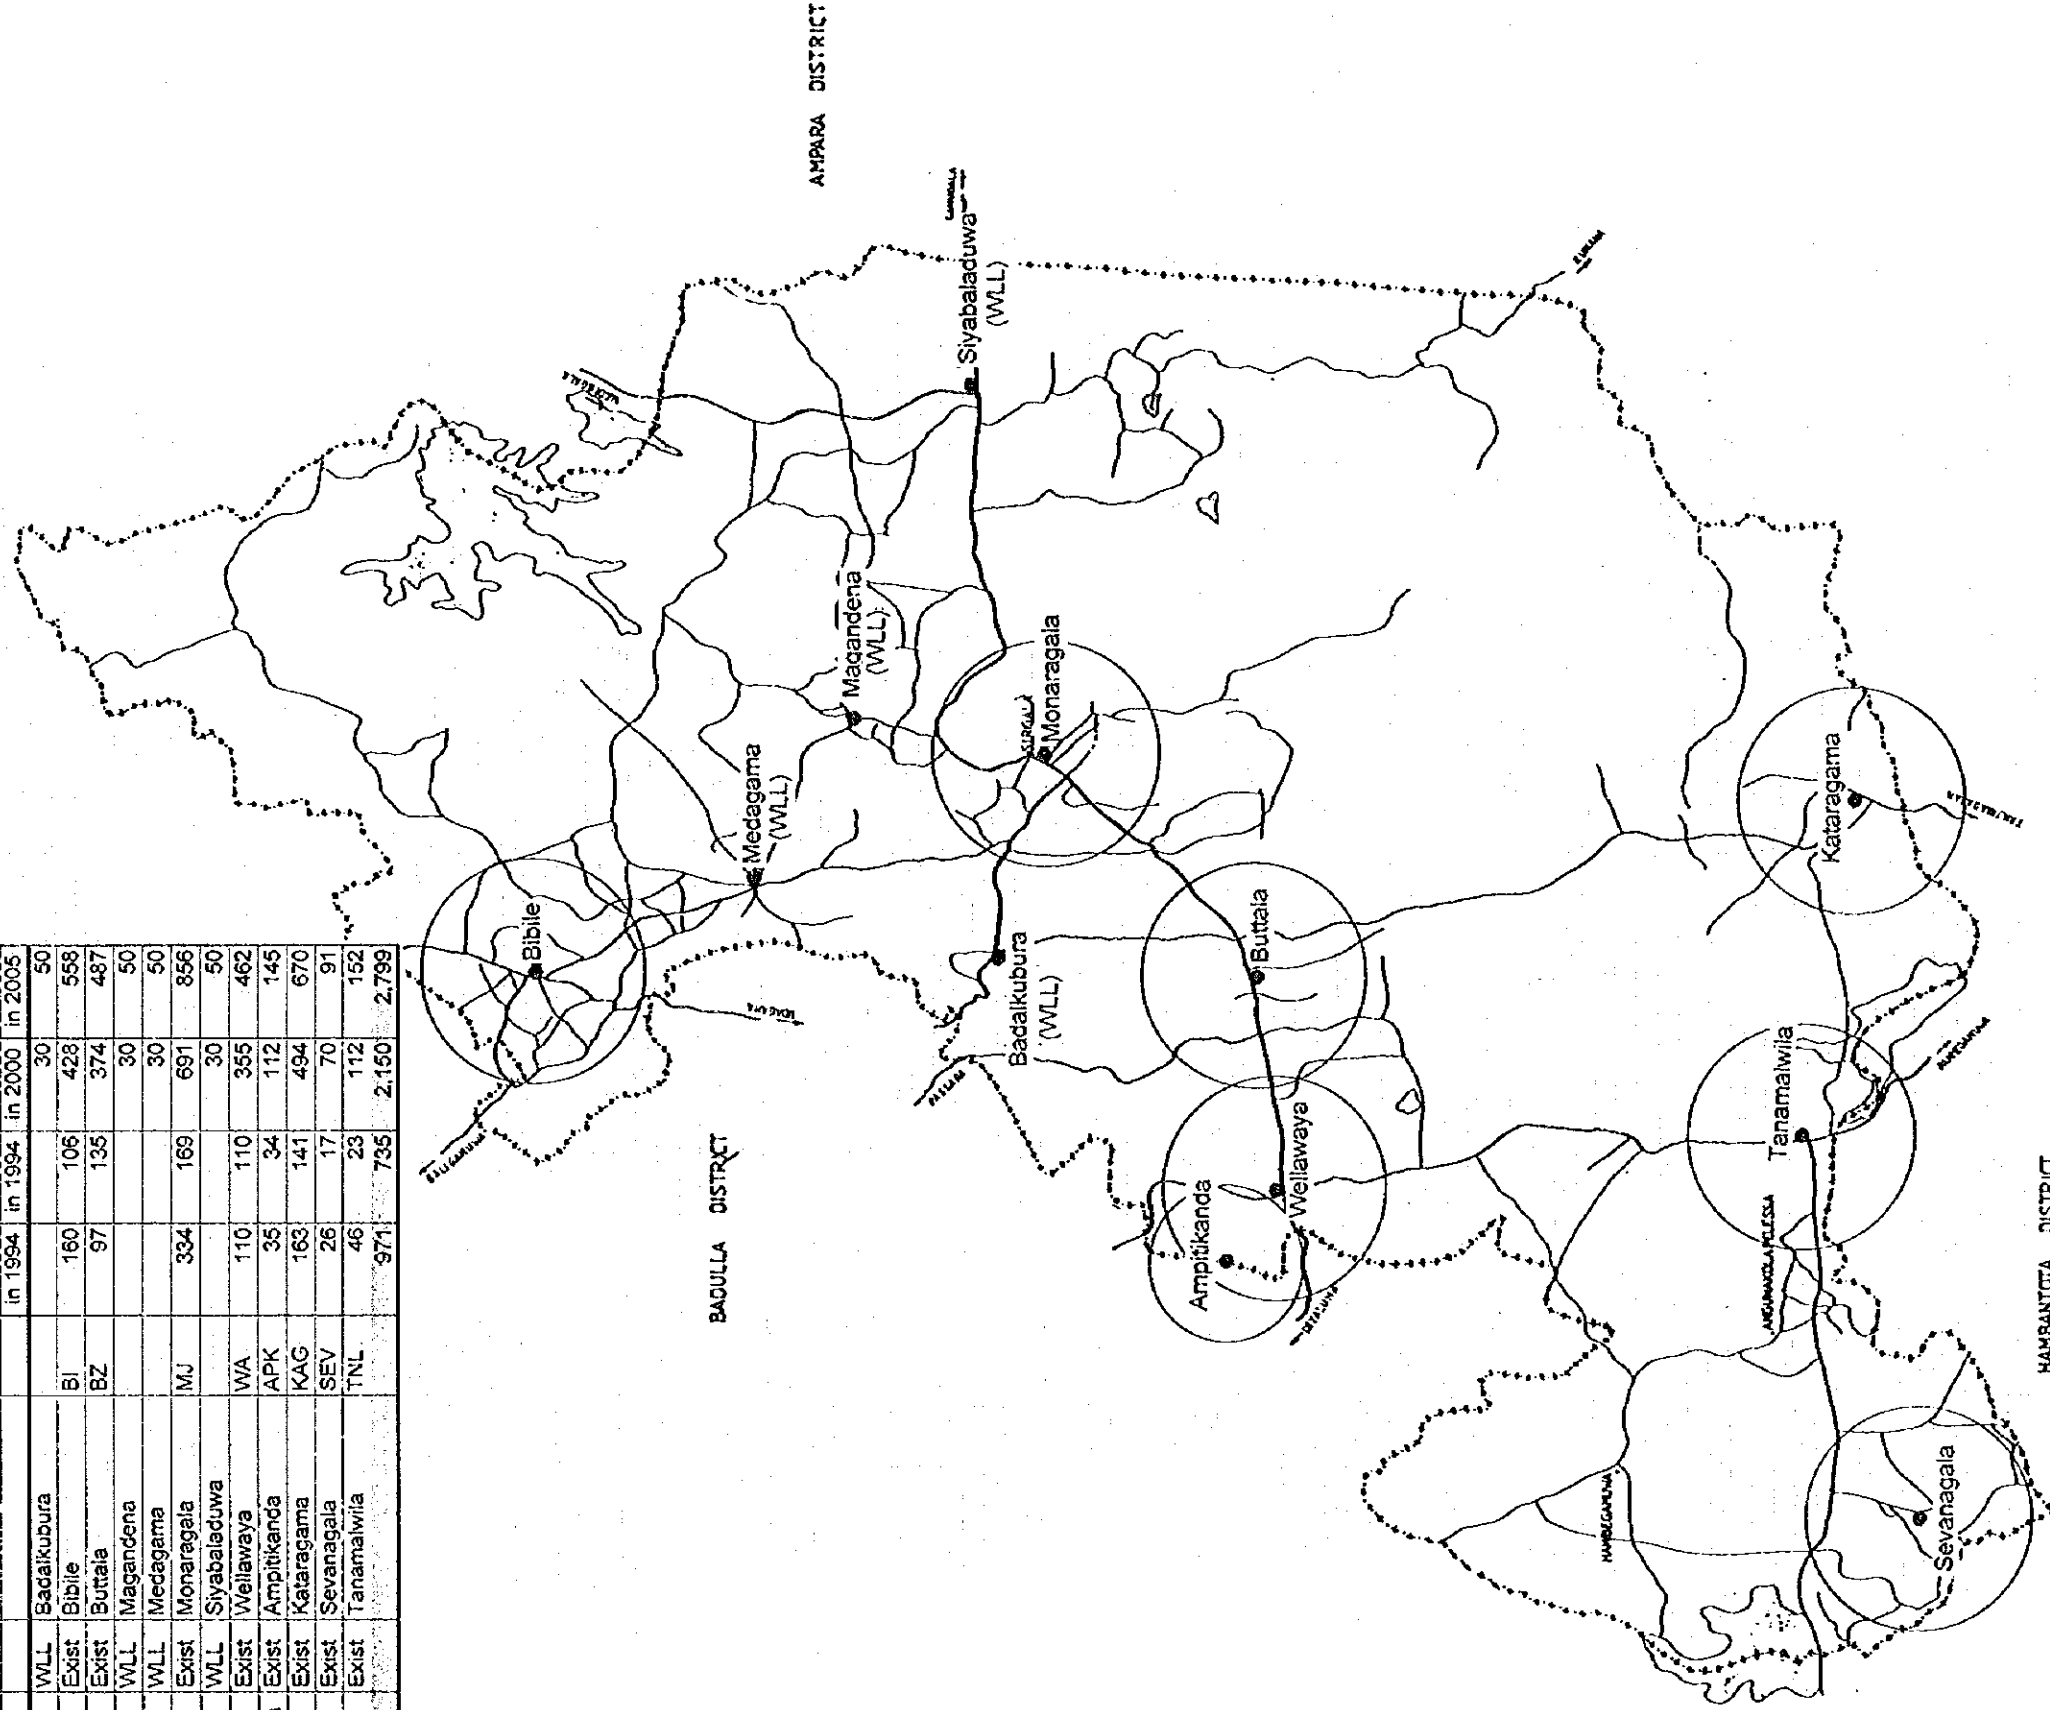 in 1994 in 1994 in 2000 in 2005
WLL Badalkubura 30 50
Exist Bibile BI 160 106 428 558
Exist Buttala BZ 97 135 374 487
WLL Magandena 30 50
WLL Medagama 30 50
Exist Monaragala MJ 334 169 691 856
WLL Siyabaladuwa 30 50
Exist Wellawaya WA 110 110 355 462
Exist Ampitikanda APK 35 34 112 145
Exist Kataragama KAG 163 141 494 670
Exist Sevanagala SEV 26 17 70 91
Exist Tanamalwila TNL 46 23 112 152
971 735 2,150 2,799
AMPARA DISTRICT
Siyabaladuwa
(WLL)
Magandena
(WLL)
Monaragala
Medagama
(WLL)
Bibile
Badalkubura
(WLL)
PASSARA
BADULLA DISTRICT
Buttala
Wellawaya
Ampitikanda
Kataragama
Tanamalwila
ANGUNAKOLAPELESSA
HAMBEGAMUWA
Sevanagala
HAMBANTOTA DISTRICT